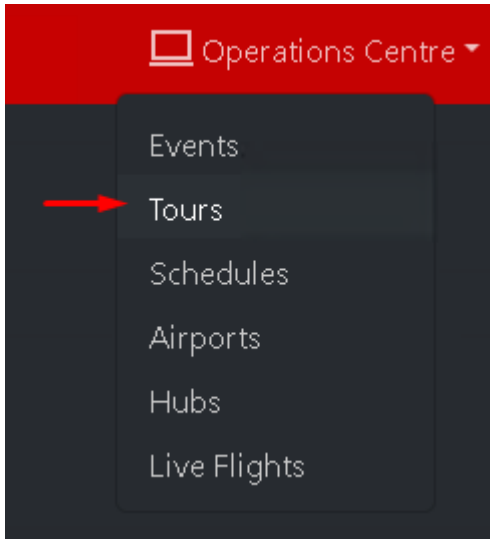 Operations Centre
Events
Tours
Schedules
Airports
Hubs
Live Flights